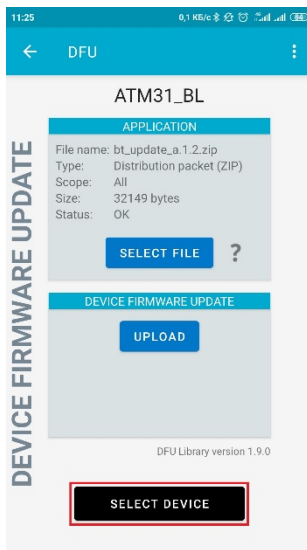 11:25
0,1 КБ/с
DFU
ATM31_BL
APPLICATION
File name: bt_update_a.1.2.zip
Type: Distribution packet (ZIP)
Scope: All
Size: 32149 bytes
Status: OK
SELECT FILE ?
DEVICE FIRMWARE UPDATE
UPLOAD
DFU Library version 1.9.0
SELECT DEVICE
DEVICE FIRMWARE UPDATE